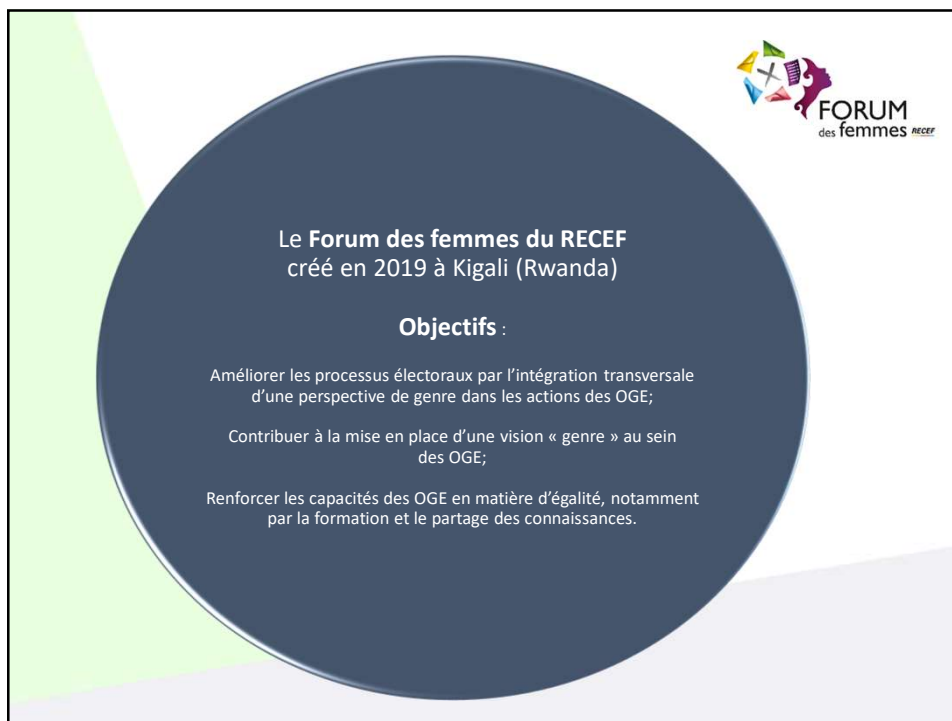 FORUM
des femmes RECEF
Le Forum des femmes du RECEF
créé en 2019 à Kigali (Rwanda)
Objectifs :
Améliorer les processus électoraux par l’intégration transversale
d’une perspective de genre dans les actions des OGE;
Contribuer à la mise en place d’une vision « genre » au sein
des OGE;
Renforcer les capacités des OGE en matière d’égalité, notamment
par la formation et le partage des connaissances.